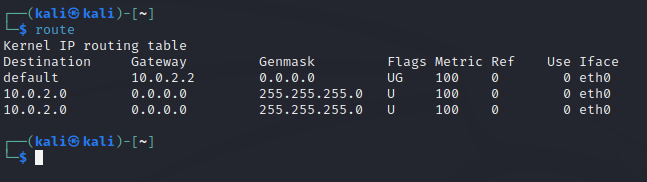 ┌──(kali㉿kali)-[~]
└─$ route
Kernel IP routing table
Destination     Gateway         Genmask         Flags Metric Ref    Use Iface
default         10.0.2.2        0.0.0.0         UG    100    0        0 eth0
10.0.2.0        0.0.0.0         255.255.255.0   U     100    0        0 eth0
10.0.2.0        0.0.0.0         255.255.255.0   U     100    0        0 eth0
┌──(kali㉿kali)-[~]
└─$